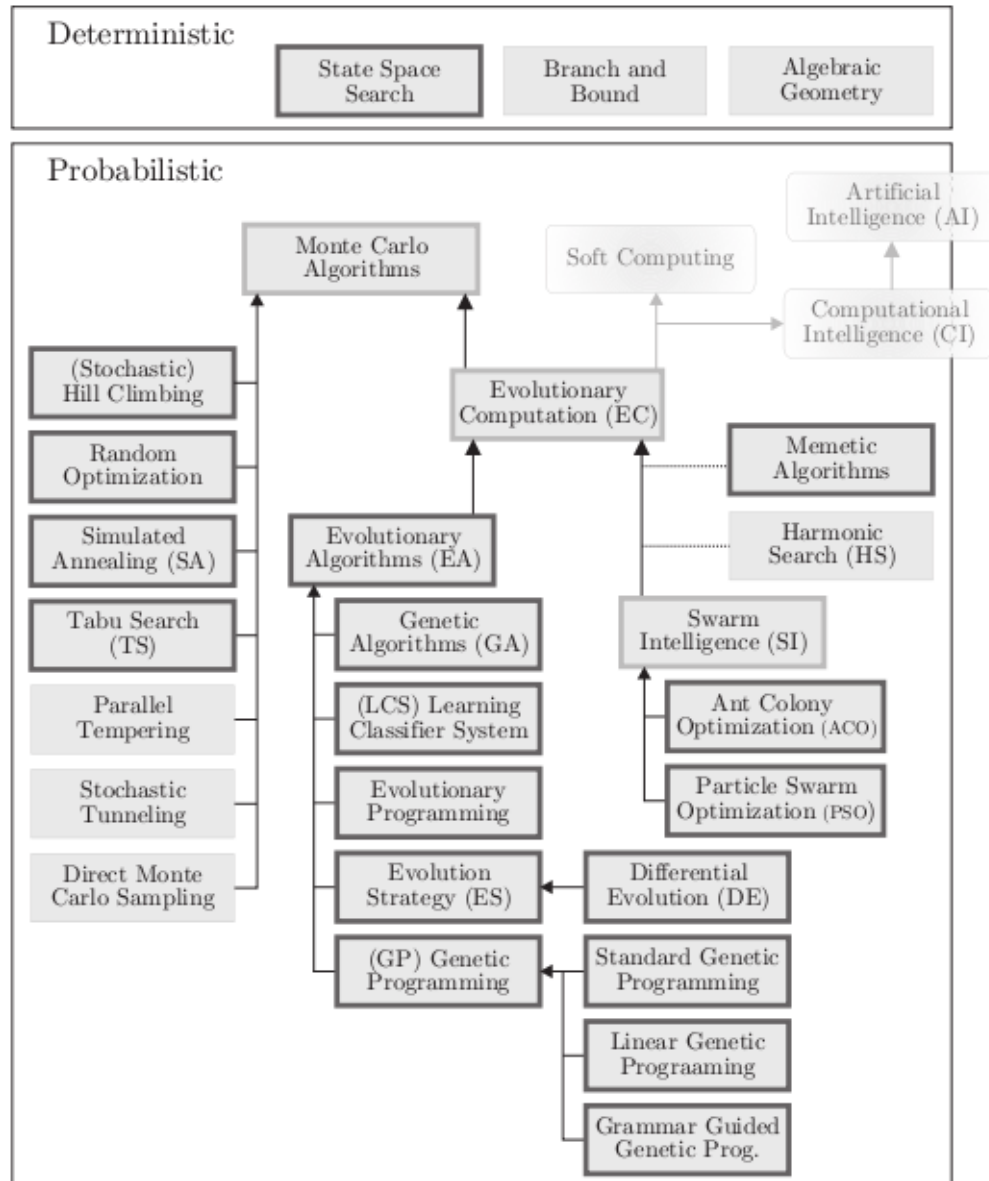 Deterministic
State Space
Search
Branch and
Bound
Algebraic
Geometry
Probabilistic
Artificial
Intelligence (AI)
Monte Carlo
Algorithms
Soft Computing
Computational
Intelligence (CI)
(Stochastic)
Hill Climbing
Evolutionary
Computation (EC)
Random
Optimization
Memetic
Algorithms
Simulated
Annealing (SA)
Evolutionary
Algorithms (EA)
Harmonic
Search (HS)
Tabu Search
(TS)
Genetic
Algorithms (GA)
Swarm
Intelligence (SI)
Parallel
Tempering
(LCS) Learning
Classifier System
Ant Colony
Optimization (ACO)
Stochastic
Tunneling
Evolutionary
Programming
Particle Swarm
Optimization (PSO)
Direct Monte
Carlo Sampling
Evolution
Strategy (ES)
Differential
Evolution (DE)
(GP) Genetic
Programming
Standard Genetic
Programming
Linear Genetic
Prograaming
Grammar Guided
Genetic Prog.